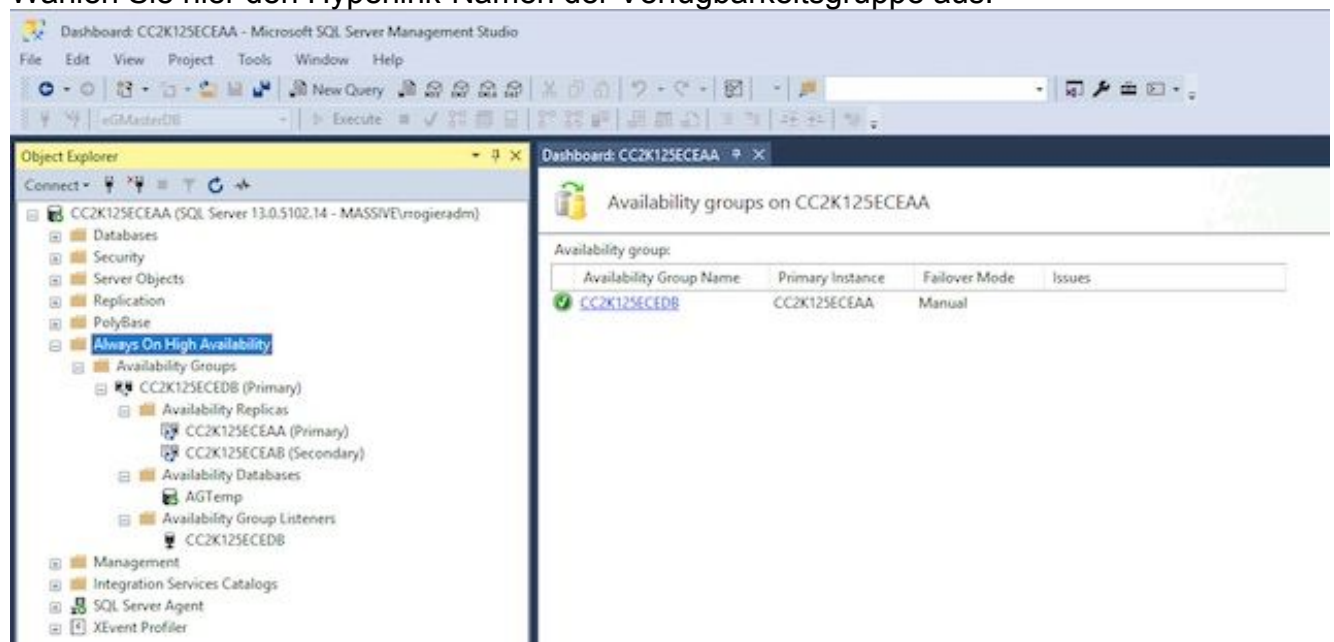 Wählen Sie hier den Hyperlink-Namen der Verfügbarkeitsgruppe aus.
Dashboard: CC2K125ECEAA - Microsoft SQL Server Management Studio
File Edit View Project Tools Window Help
New Query
eGMasterDB Execute
Object Explorer
Connect
CC2K125ECEAA (SQL Server 13.0.5102.14 - MASSIVE\rrogieradm)
Databases
Security
Server Objects
Replication
PolyBase
Always On High Availability
Availability Groups
CC2K125ECEDB (Primary)
Availability Replicas
CC2K125ECEAA (Primary)
CC2K125ECEAB (Secondary)
Availability Databases
AGTemp
Availability Group Listeners
CC2K125ECEDB
Management
Integration Services Catalogs
SQL Server Agent
XEvent Profiler
Dashboard: CC2K125ECEAA
Availability groups on CC2K125ECEAA
Availability group:
Availability Group Name Primary Instance Failover Mode Issues
CC2K125ECEDB CC2K125ECEAA Manual